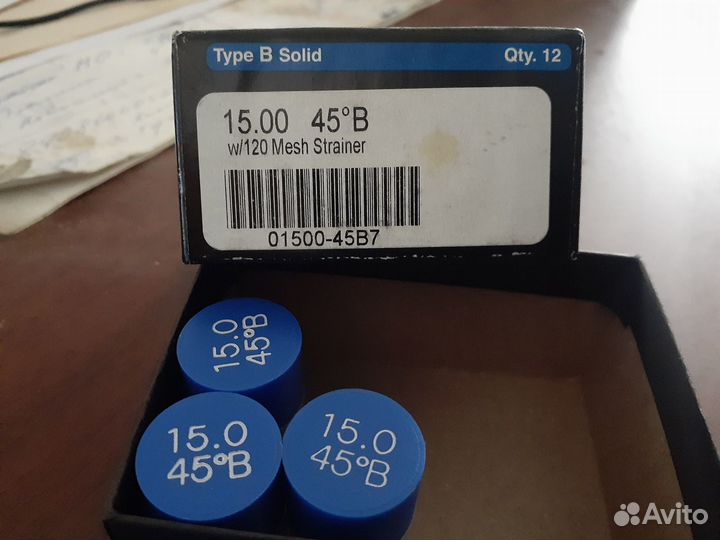 Type B Solid Qty. 12
15.00 45°B
w/120 Mesh Strainer
01500-45B7
15.0
45°B
15.0
45°B
15.0
45°B
Avito